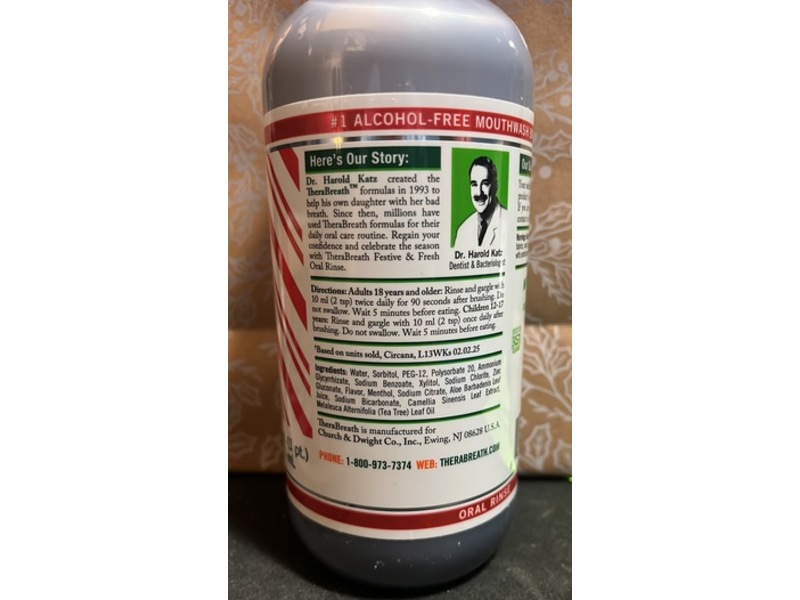 #1 ALCOHOL-FREE MOUTHWASH
Here's Our Story:
Dr. Harold Katz created the
TheraBreath™ formulas in 1993 to
help his own daughter with her bad
breath. Since then, millions have
used TheraBreath formulas for their
daily oral care routine. Regain your
confidence and celebrate the season
with TheraBreath Festive & Fresh
Oral Rinse.
Dr. Harold Katz
Dentist & Bacteriologist
Directions: Adults 18 years and older: Rinse and gargle with
10 ml (2 tsp) twice daily for 90 seconds after brushing. Do
not swallow. Wait 5 minutes before eating. Children 12-17
years: Rinse and gargle with 10 ml (2 tsp) once daily after
brushing. Do not swallow. Wait 5 minutes before eating.
*Based on units sold, Circana, L13WKs 02.02.25
Ingredients: Water, Sorbitol, PEG-12, Polysorbate 20, Ammonium
Glycyrrhizate, Sodium Benzoate, Xylitol, Sodium Chlorite, Zinc
Gluconate, Flavor, Menthol, Sodium Citrate, Aloe Barbadensis Leaf
Juice, Sodium Bicarbonate, Camellia Sinensis Leaf Extract,
Melaleuca Alternifolia (Tea Tree) Leaf Oil
TheraBreath is manufactured for
Church & Dwight Co., Inc., Ewing, NJ 08628 U.S.A.
pt.)
PHONE: 1-800-973-7374 WEB: THERABREATH.COM
ORAL RINSE